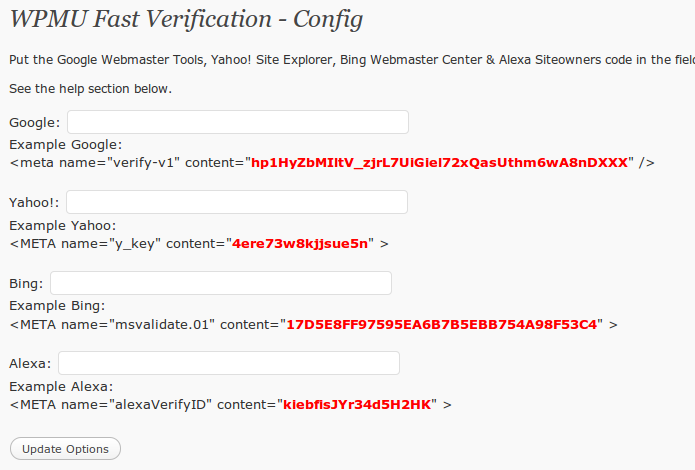 WPMU Fast Verification - Config
Put the Google Webmaster Tools, Yahoo! Site Explorer, Bing Webmaster Center & Alexa Siteowners code in the
See the help section below.
Google:
Example Google:
<meta name="verify-v1" content="hp1HyZbMIltV_zjrL7UiGiel72xQasUthm6wA8nDXXX" />
Yahoo!:
Example Yahoo:
<META name="y_key" content="4ere73w8kjjsue5n" >
Bing:
Example Bing:
<META name="msvalidate.01" content="17D5E8FF97595EA6B7B5EBB754A98F53C4" >
Alexa:
Example Alexa:
<META name="alexaVerifyID" content="kiebfisJYr34d5H2HK" >
Update Options